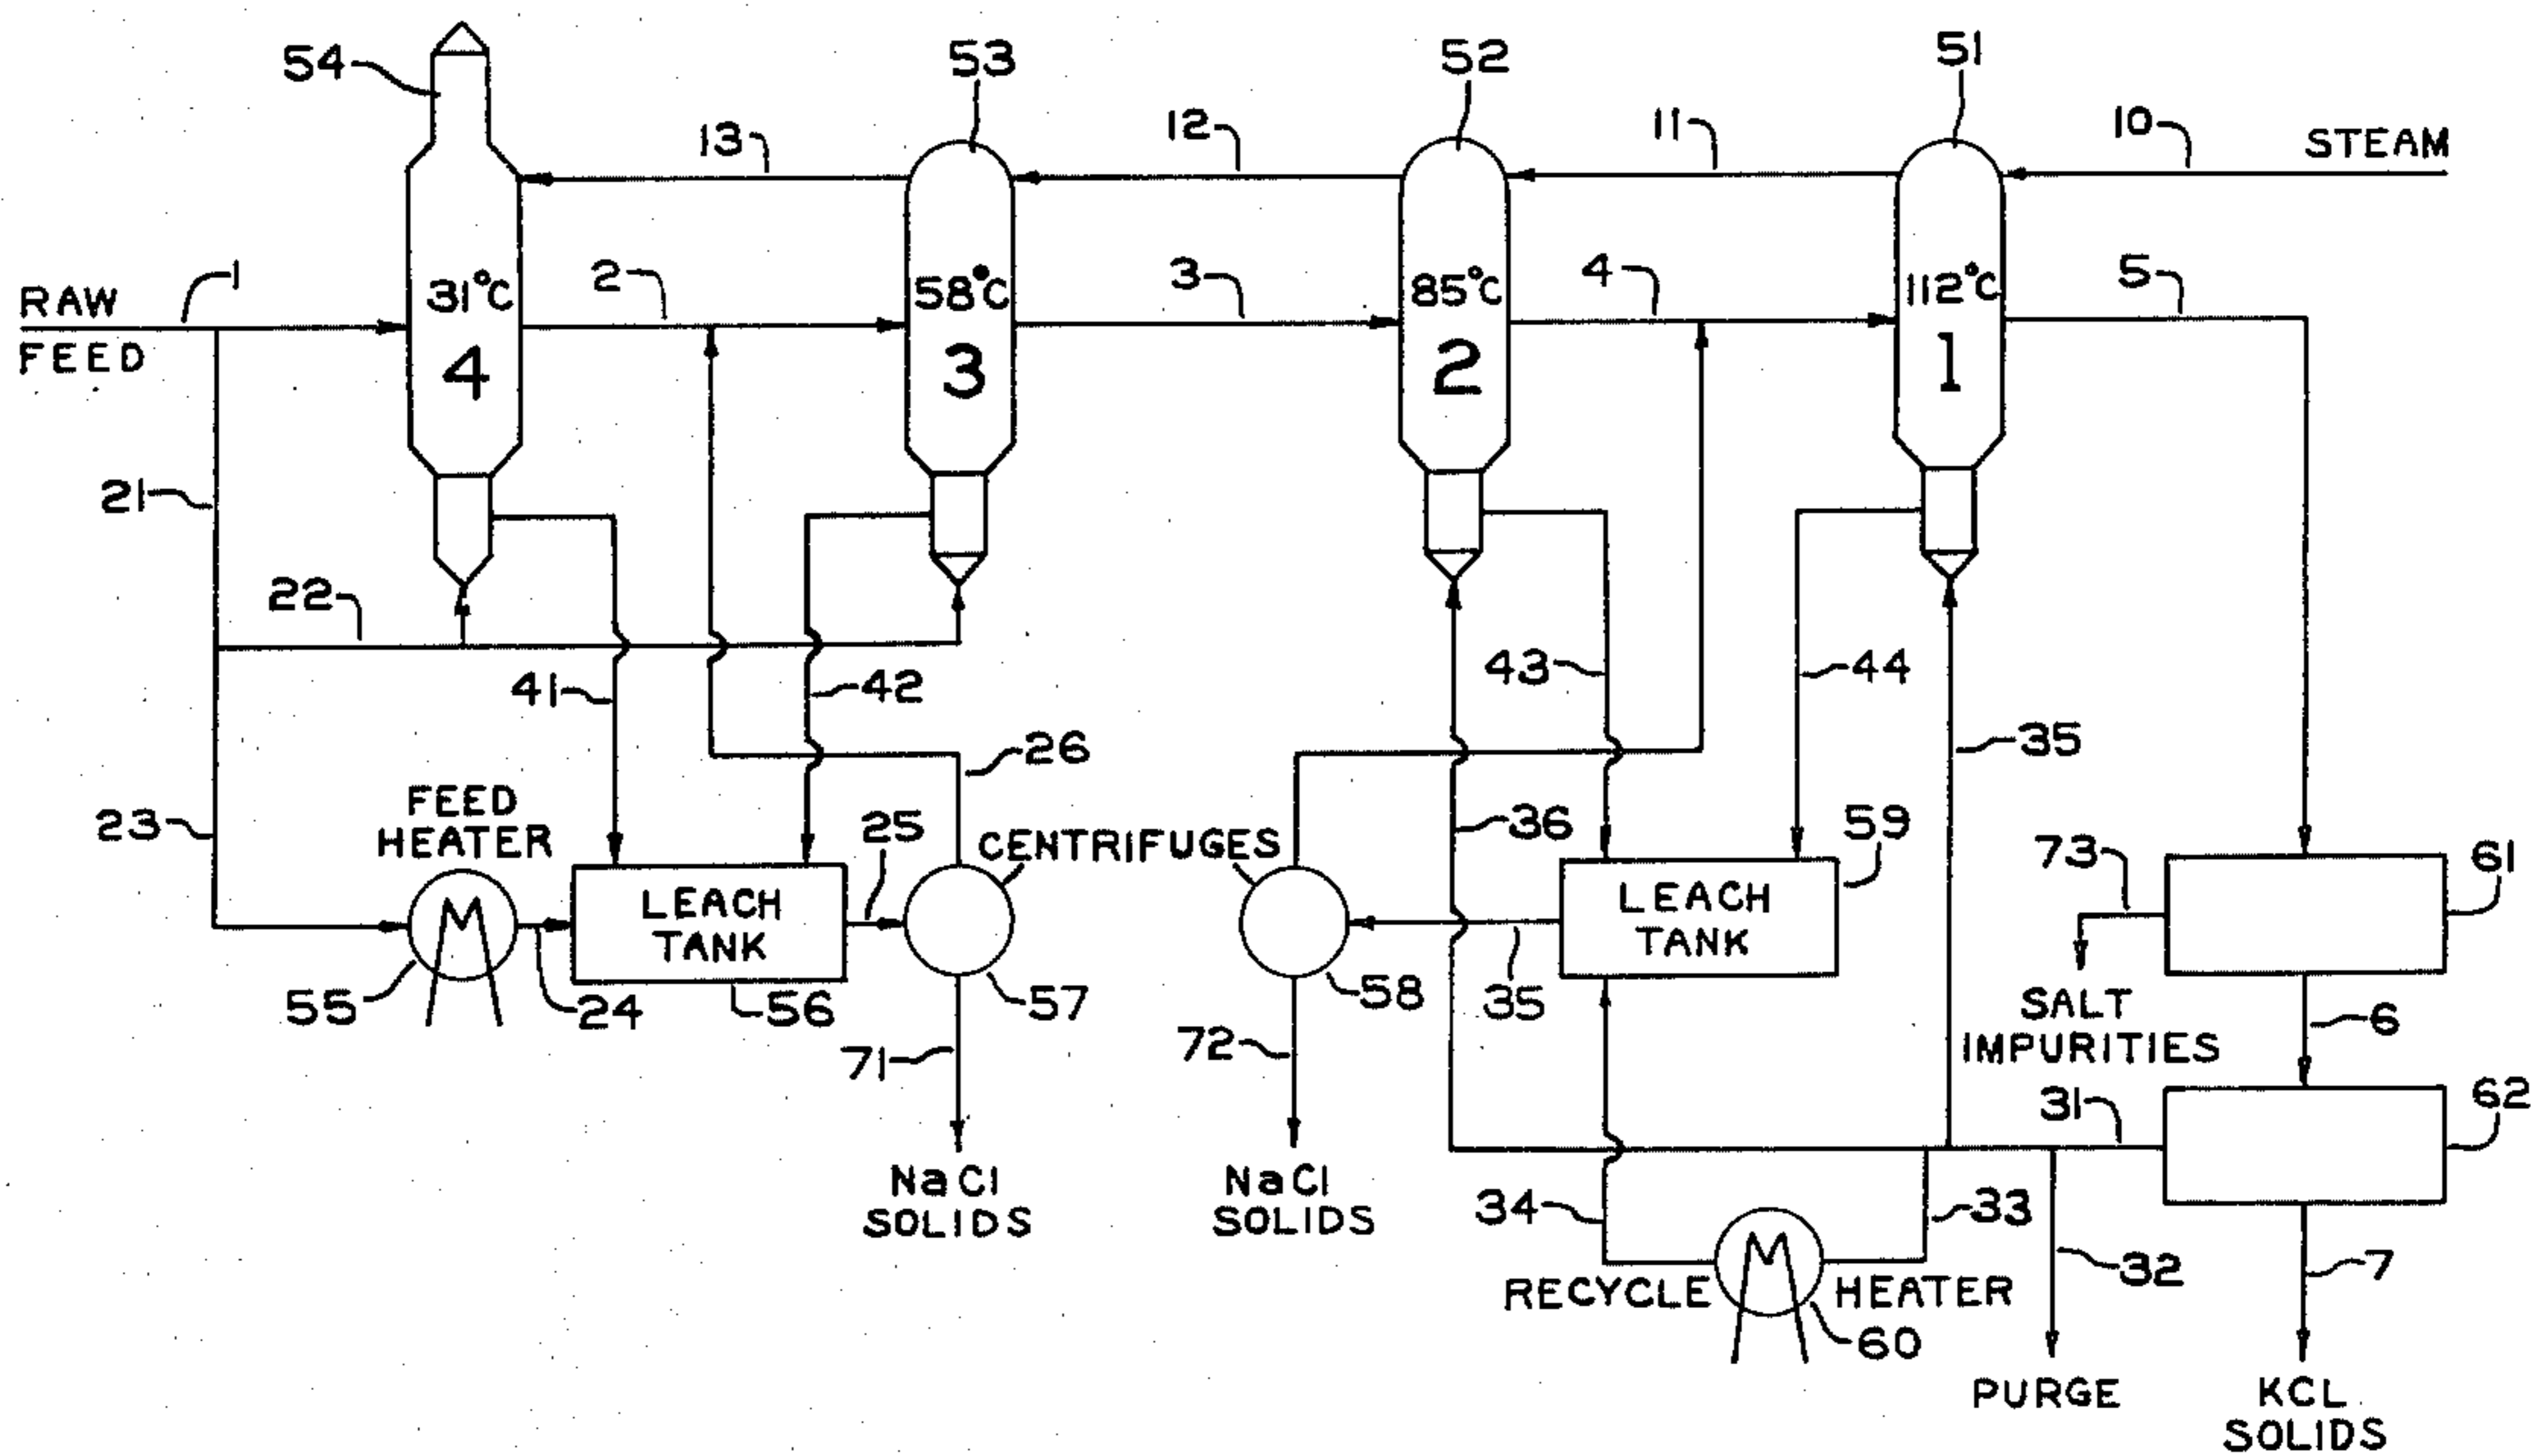 54
53
52
51
13
12
11
10
STEAM
RAW
FEED
1
31°C
4
2
58°C
3
3
85°C
2
4
112°C
1
5
21
22
41
42
43
44
26
35
23
FEED
HEATER
55
24
LEACH
TANK
56
25
CENTRIFUGES
57
58
36
35
LEACH
TANK
59
73
61
SALT
IMPURITIES
6
71
72
NaCl
SOLIDS
NaCl
SOLIDS
31
62
34
33
RECYCLE HEATER
60
32
7
PURGE
KCL
SOLIDS